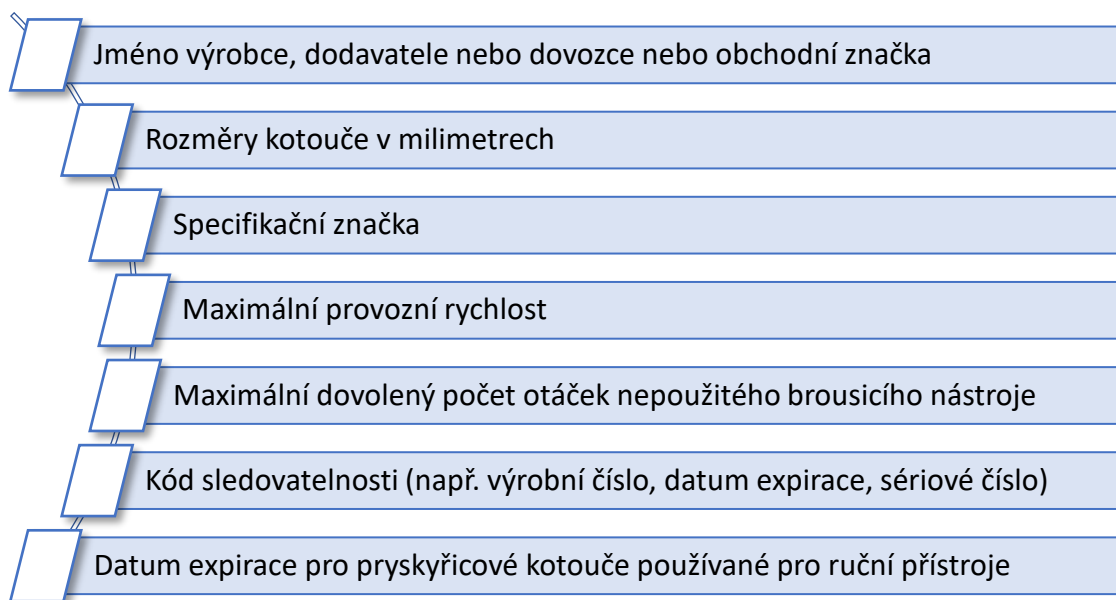 Jméno výrobce, dodavatele nebo dovozce nebo obchodní značka
Rozměry kotouče v milimetrech
Specifikační značka
Maximální provozní rychlost
Maximální dovolený počet otáček nepoužitého brousicího nástroje
Kód sledovatelnosti (např. výrobní číslo, datum expirace, sériové číslo)
Datum expirace pro pryskyřicové kotouče používané pro ruční přístroje